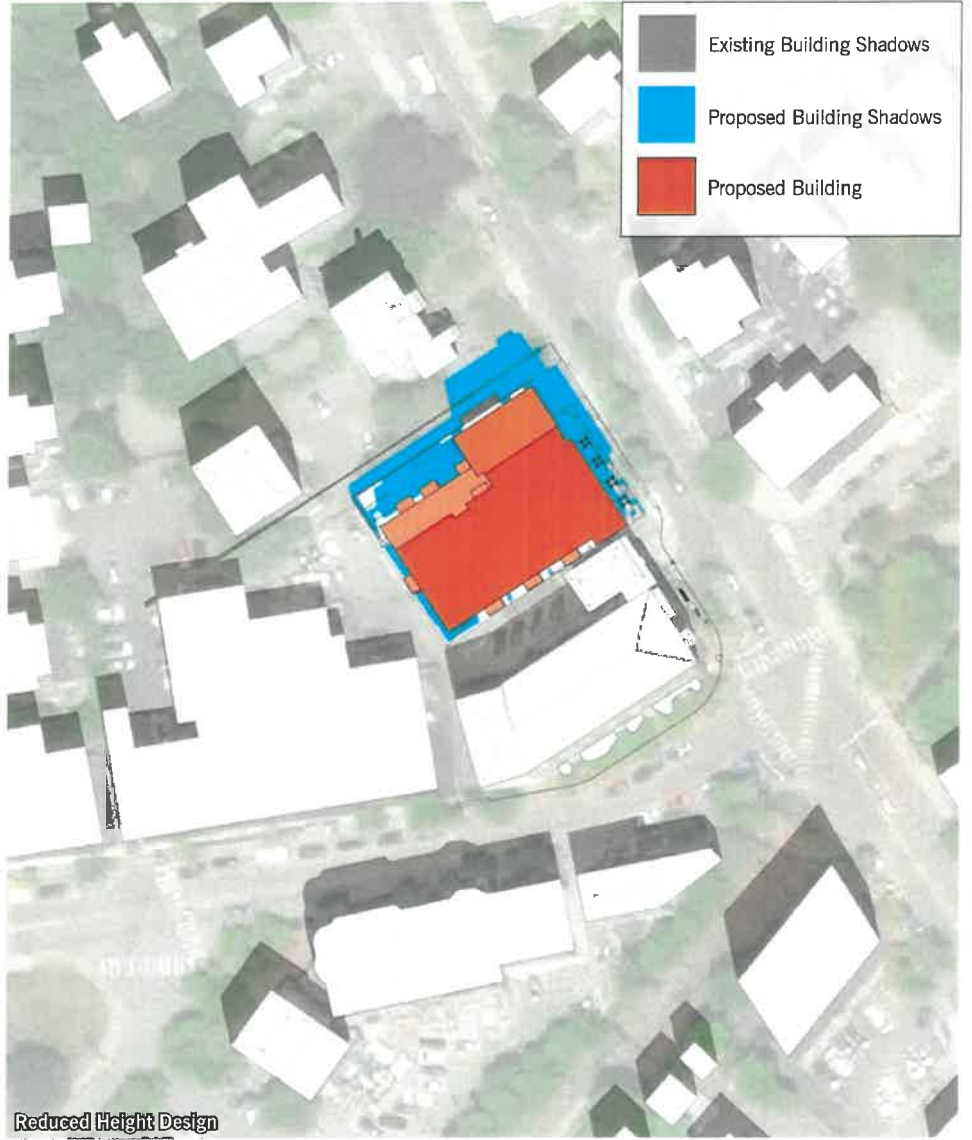 Existing Building Shadows
Proposed Building Shadows
Proposed Building
Reduced Height Design